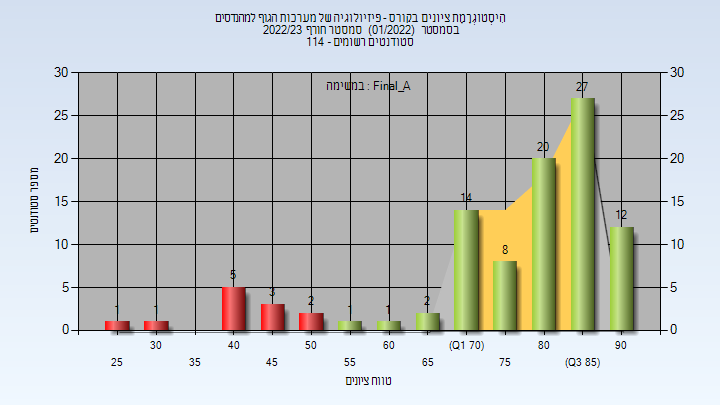 הִיסְטוּגְרַמַת ציונים בקורס - פיזיולוגיה של מערכות הגוף למהנדסים
בסמסטר (01/2022) סמסטר חורף 2022/23
סטודנטים רשומים - 114
במשימה : Final_A
30 30
25 25
20 20
15 15
10 10
5 5
0 0
מספר סטודנטים
1 1 5 3 2 1 1 2 14 8 20 27 12
30 40 50 60 (Q1 70) 80 90
25 35 45 55 65 75 (Q3 85)
טווח ציונים